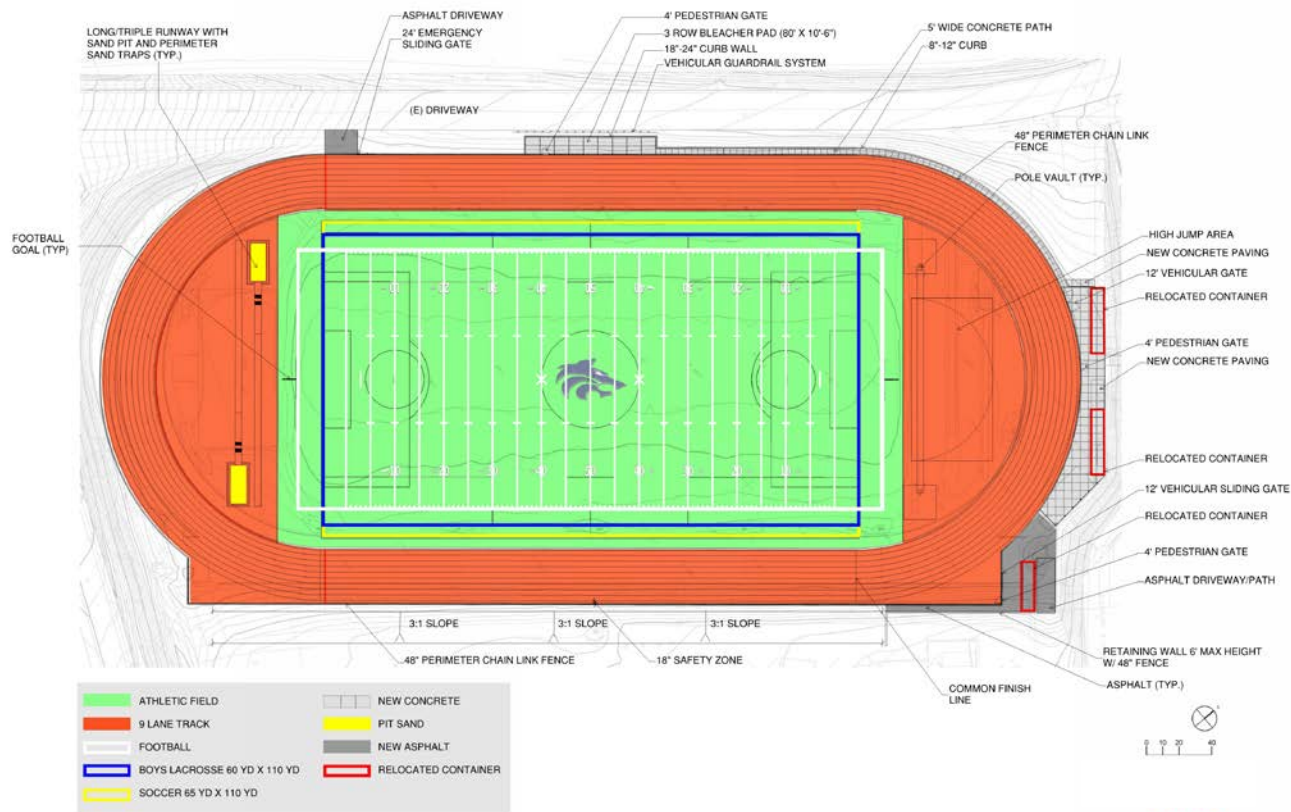 ASPHALT DRIVEWAY
24' EMERGENCY
SLIDING GATE
4' PEDESTRIAN GATE
3 ROW BLEACHER PAD (80' X 10'-6")
18"-24" CURB WALL
VEHICULAR GUARDRAIL SYSTEM
5' WIDE CONCRETE PATH
8"-12" CURB
LONG/TRIPLE RUNWAY WITH
SAND PIT AND PERIMETER
SAND TRAPS (TYP.)
(E) DRIVEWAY
48" PERIMETER CHAIN LINK
FENCE
POLE VAULT (TYP.)
FOOTBALL
GOAL (TYP)
HIGH JUMP AREA
NEW CONCRETE PAVING
12' VEHICULAR GATE
RELOCATED CONTAINER
4' PEDESTRIAN GATE
NEW CONCRETE PAVING
RELOCATED CONTAINER
12' VEHICULAR SLIDING GATE
RELOCATED CONTAINER
4' PEDESTRIAN GATE
ASPHALT DRIVEWAY/PATH
3:1 SLOPE 3:1 SLOPE 3:1 SLOPE
48" PERIMETER CHAIN LINK FENCE
18" SAFETY ZONE
RETAINING WALL 6' MAX HEIGHT
W/ 48" FENCE
ASPHALT (TYP.)
COMMON FINISH
LINE
ATHLETIC FIELD
9 LANE TRACK
FOOTBALL
BOYS LACROSSE 60 YD X 110 YD
SOCCER 65 YD X 110 YD
NEW CONCRETE
PIT SAND
NEW ASPHALT
RELOCATED CONTAINER
0 10 20 40